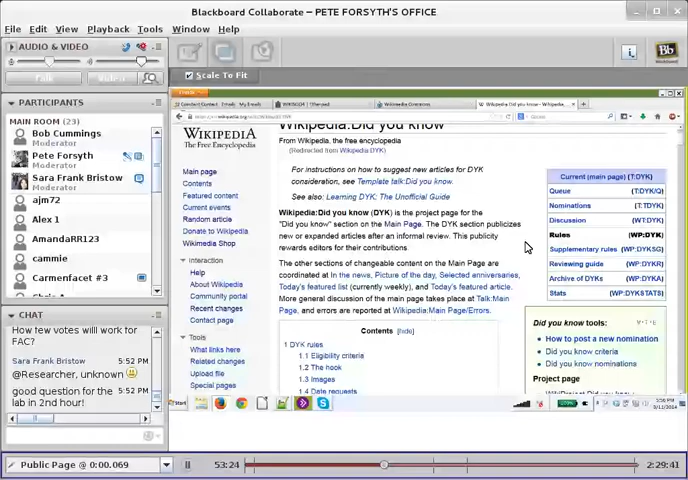 Blackboard Collaborate – PETE FORSYTH'S OFFICE
File Edit View Playback Tools Window Help
AUDIO & VIDEO
Talk Video
Scale To Fit
PARTICIPANTS
MAIN ROOM (23)
Bob Cummings
Moderator
Pete Forsyth
Moderator
Sara Frank Bristow
Moderator
ajm72
Alex 1
AmandaRR123
cammie
Carmenfacet #3
CHAT
How few votes will work for
FAC?
Sara Frank Bristow 5:52 PM
@Researcher, unknown
good question for the 5:52 PM
lab in 2nd hour!
WIKIPEDIA
The Free Encyclopedia
Main page
Contents
Featured content
Current events
Random article
Donate to Wikipedia
Wikimedia Shop
Interaction
Help
About Wikipedia
Community portal
Recent changes
Contact page
Tools
What links here
Related changes
Upload file
Special pages
Wikipedia:Did you know
From Wikipedia, the free encyclopedia
(Redirected from Wikipedia:DYK)
For instructions on how to suggest new articles for DYK
consideration, see Template talk:Did you know.
See also: Learning DYK: The Unofficial Guide
Wikipedia:Did you know (DYK) is the project page for the
"Did you know" section on the Main Page. The DYK section publicizes
new or expanded articles after an informal review. This publicity
rewards editors for their contributions.
The other sections of changeable content on the Main Page are
coordinated at In the news, Picture of the day, Selected anniversaries,
Today's featured list (currently weekly), and Today's featured article.
More general discussion of the main page takes place at Talk:Main
Page, and errors are reported at Wikipedia:Main Page/Errors.
Contents [hide]
1 DYK rules
1.1 Eligibility criteria
1.2 The hook
1.3 Images
1.4 Date requests
Current (main page) (T:DYK)
Queue (T:DYK/Q)
Nominations (T:TDYK)
Discussion (WT:DYK)
Rules (WP:DYK)
Supplementary rules (WP:DYKSG)
Reviewing guide (WP:DYKR)
Archive of DYKs (WP:DYKA)
Stats (WP:DYKSTATS)
Did you know tools: V·T·E
How to post a new nomination
Did you know criteria
Did you know nominations
Project page
Public Page @ 0:00.069
53:24
2:29:41